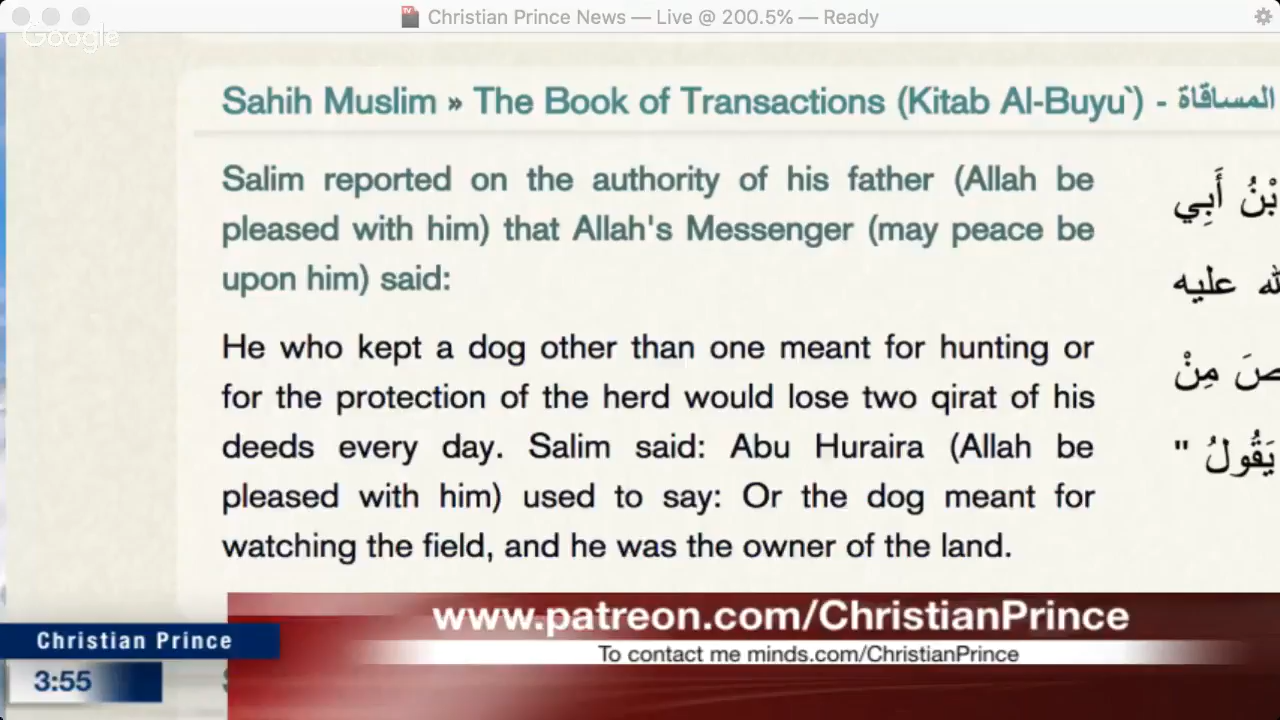 Christian Prince News — Live @ 200.5% — Ready
Google
Sahih Muslim » The Book of Transactions (Kitab Al-Buyu`) - المساقاة
Salim reported on the authority of his father (Allah be
pleased with him) that Allah's Messenger (may peace be
upon him) said:
بْنُ أَبِي
عليه
He who kept a dog other than one meant for hunting or
صَ مِنْ
for the protection of the herd would lose two qirat of his
deeds every day. Salim said: Abu Huraira (Allah be
يَقُولُ "
pleased with him) used to say: Or the dog meant for
watching the field, and he was the owner of the land.
www.patreon.com/ChristianPrince
Christian Prince
To contact me minds.com/ChristianPrince
3:55